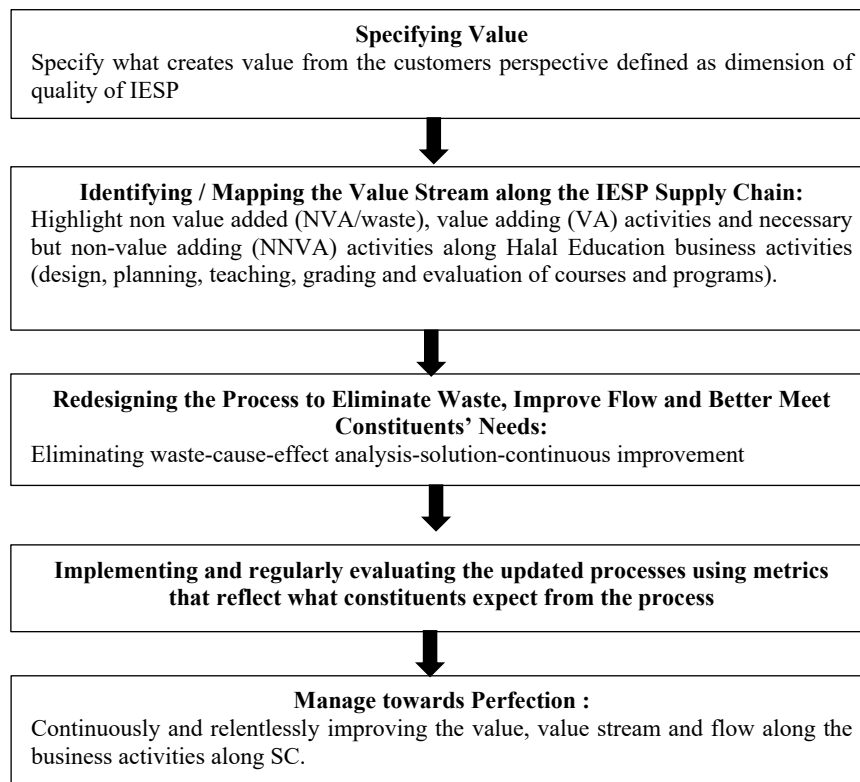 Specifying Value
Specify what creates value from the customers perspective defined as dimension of
quality of IESP
Identifying / Mapping the Value Stream along the IESP Supply Chain:
Highlight non value added (NVA/waste), value adding (VA) activities and necessary
but non-value adding (NNVA) activities along Halal Education business activities
(design, planning, teaching, grading and evaluation of courses and programs).
Redesigning the Process to Eliminate Waste, Improve Flow and Better Meet
Constituents’ Needs:
Eliminating waste-cause-effect analysis-solution-continuous improvement
Implementing and regularly evaluating the updated processes using metrics
that reflect what constituents expect from the process
Manage towards Perfection :
Continuously and relentlessly improving the value, value stream and flow along the
business activities along SC.